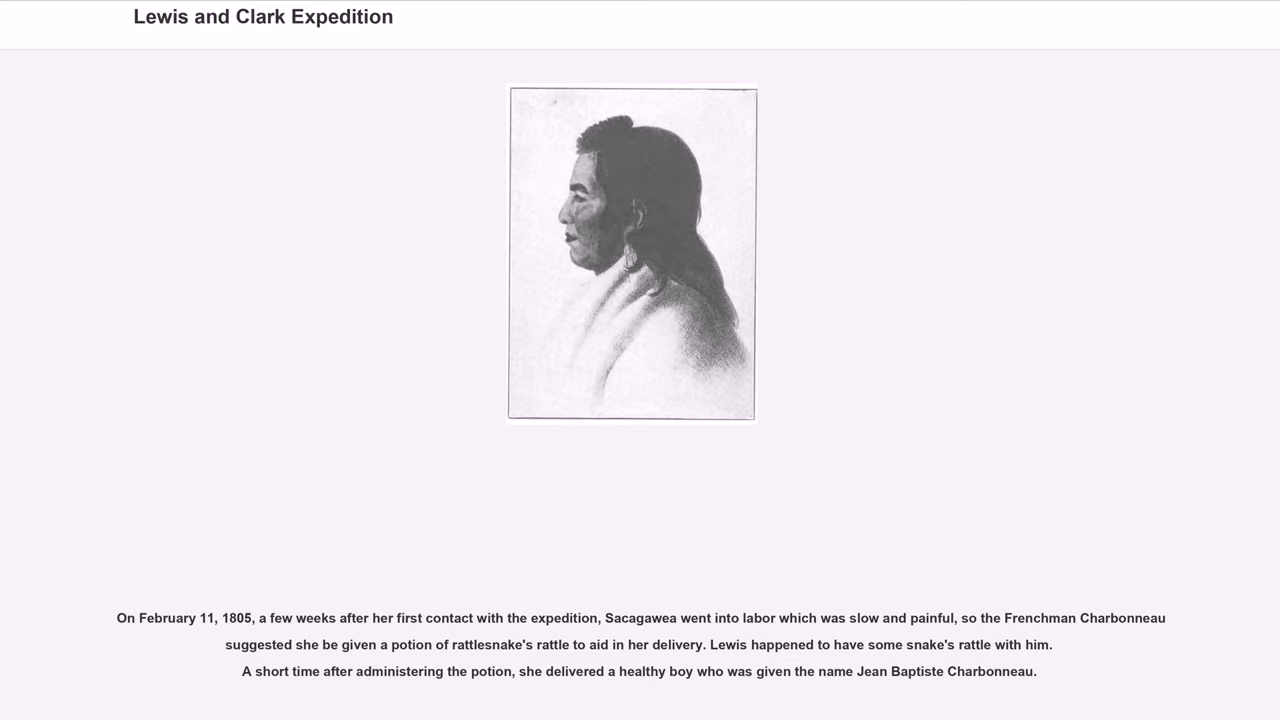 Lewis and Clark Expedition
On February 11, 1805, a few weeks after her first contact with the expedition, Sacagawea went into labor which was slow and painful, so the Frenchman Charbonneau
suggested she be given a potion of rattlesnake's rattle to aid in her delivery. Lewis happened to have some snake's rattle with him.
A short time after administering the potion, she delivered a healthy boy who was given the name Jean Baptiste Charbonneau.